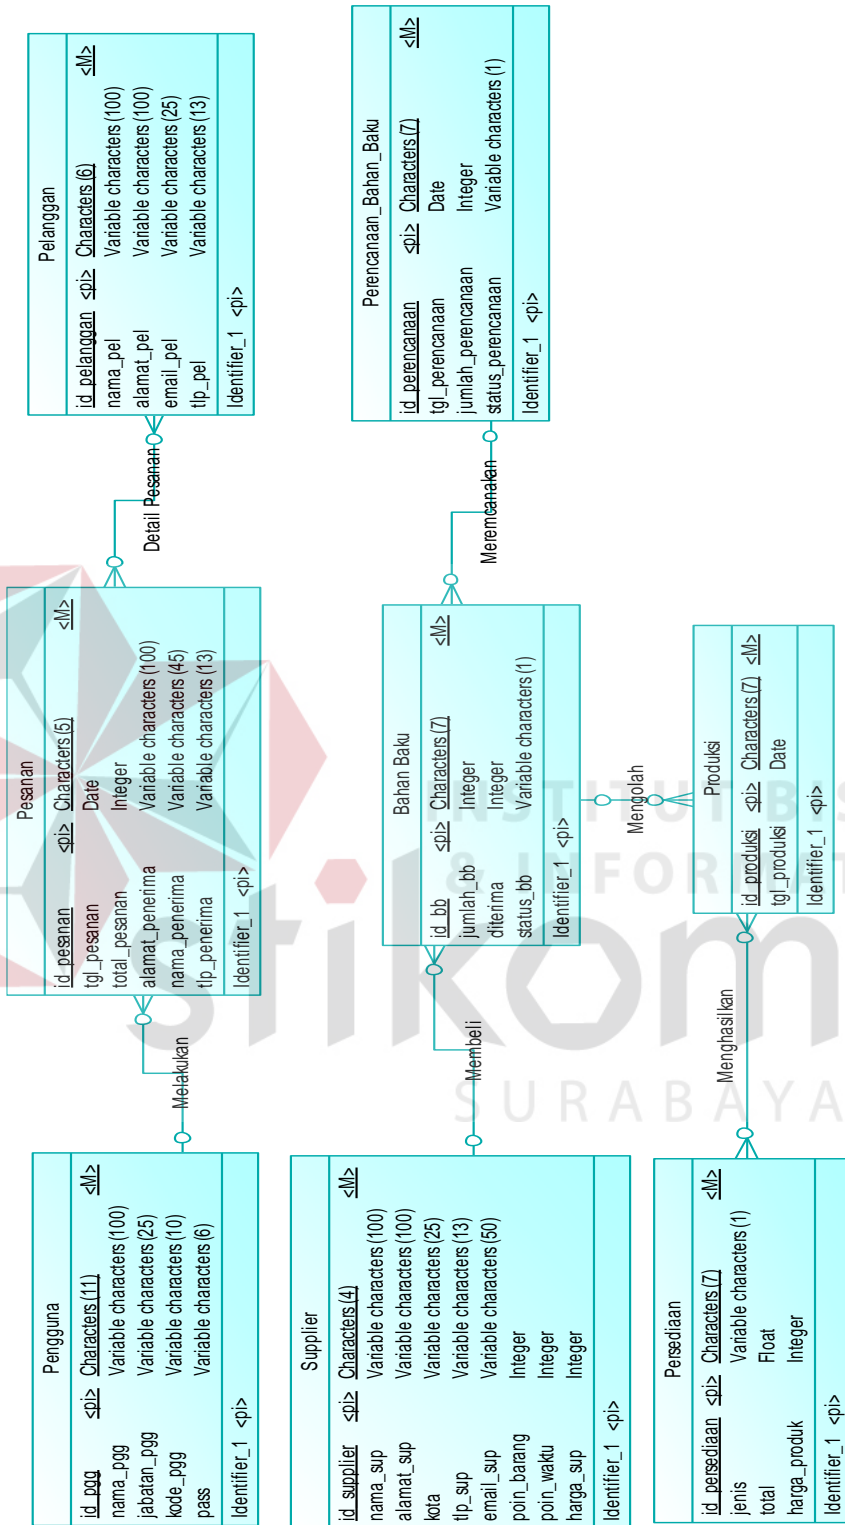 Pengguna
id_pgg <pi> Characters (11) <M>
nama_pgg Variable characters (100)
jabatan_pgg Variable characters (25)
kode_pgg Variable characters (10)
pass Variable characters (6)
Identifier_1 <pi>
Melakukan
Pesanan
id_pesanan <pi> Characters (5) <M>
tgl_pesanan Date
total_pesanan Integer
alamat_penerima Variable characters (100)
nama_penerima Variable characters (45)
tlp_penerima Variable characters (13)
Identifier_1 <pi>
Detail Pesanan
Pelanggan
id_pelanggan <pi> Characters (6) <M>
nama_pel Variable characters (100)
alamat_pel Variable characters (100)
email_pel Variable characters (25)
tlp_pel Variable characters (13)
Identifier_1 <pi>
Supplier
id_supplier <pi> Characters (4) <M>
nama_sup Variable characters (100)
alamat_sup Variable characters (100)
kota Variable characters (25)
tlp_sup Variable characters (13)
email_sup Variable characters (50)
poin_barang Integer
poin_waktu Integer
harga_sup Integer
Identifier_1 <pi>
Membeli
Bahan Baku
id_bb <pi> Characters (7) <M>
jumlah_bb Integer
diterima Integer
status_bb Variable characters (1)
Identifier_1 <pi>
Meremcanakan
Perencanaan_Bahan_Baku
id_perencanaan <pi> Characters (7) <M>
tgl_perencanaan Date
jumlah_perencanaan Integer
status_perencanaan Variable characters (1)
Identifier_1 <pi>
Mengolah
Persediaan
id_persediaan <pi> Characters (7) <M>
jenis Variable characters (1)
total Float
harga_produk Integer
Identifier_1 <pi>
Menghasilkan
Produksi
id_produksi <pi> Characters (7) <M>
tgl_produksi Date
Identifier_1 <pi>
INSTITUT BIS
& INFORMAT
stikom
SURABAYA